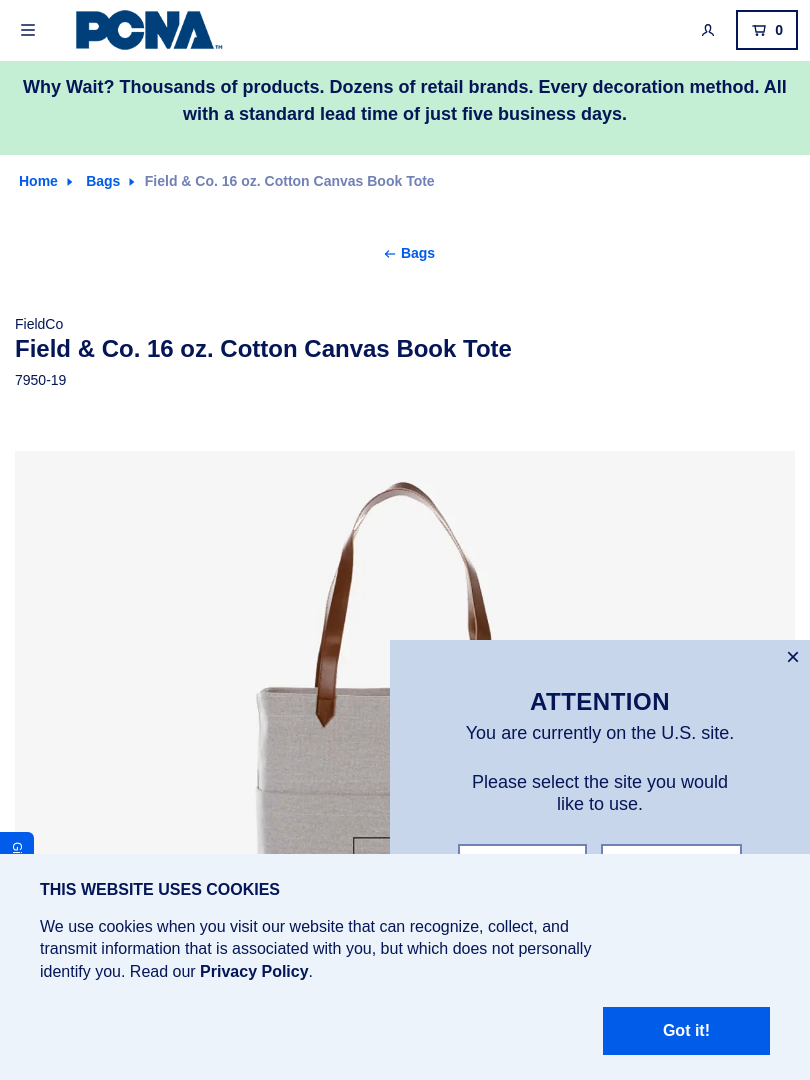 PCNA™
0
Why Wait? Thousands of products. Dozens of retail brands. Every decoration method. All
with a standard lead time of just five business days.
Home Bags Field & Co. 16 oz. Cotton Canvas Book Tote
← Bags
FieldCo
Field & Co. 16 oz. Cotton Canvas Book Tote
7950-19
×
ATTENTION
You are currently on the U.S. site.
Please select the site you would
like to use.
THIS WEBSITE USES COOKIES
We use cookies when you visit our website that can recognize, collect, and
transmit information that is associated with you, but which does not personally
identify you. Read our Privacy Policy.
Got it!